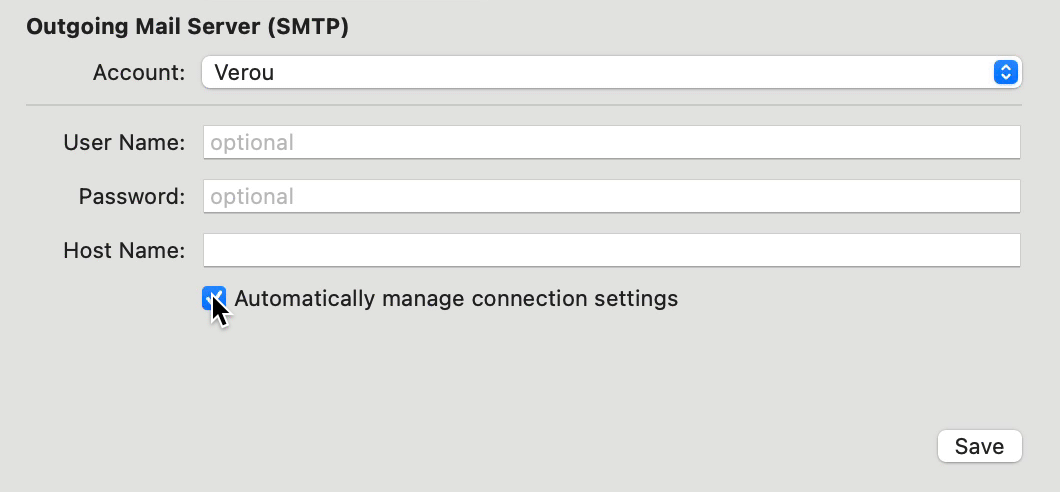 Outgoing Mail Server (SMTP)
Account: Verou
User Name: optional
Password: optional
Host Name:
Automatically manage connection settings
Save